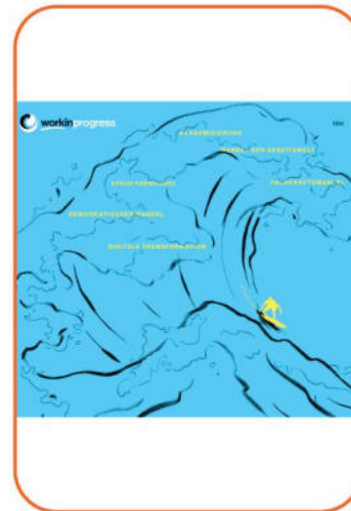 workinprogress
AKADEMISIERUNG
WANDEL DER ARBEITSWELT
STRUKTURWANDEL
FACHKRÄFTEMANGEL
DEMOGRAFISCHER WANDEL
DIGITALE TRANSFORMATION